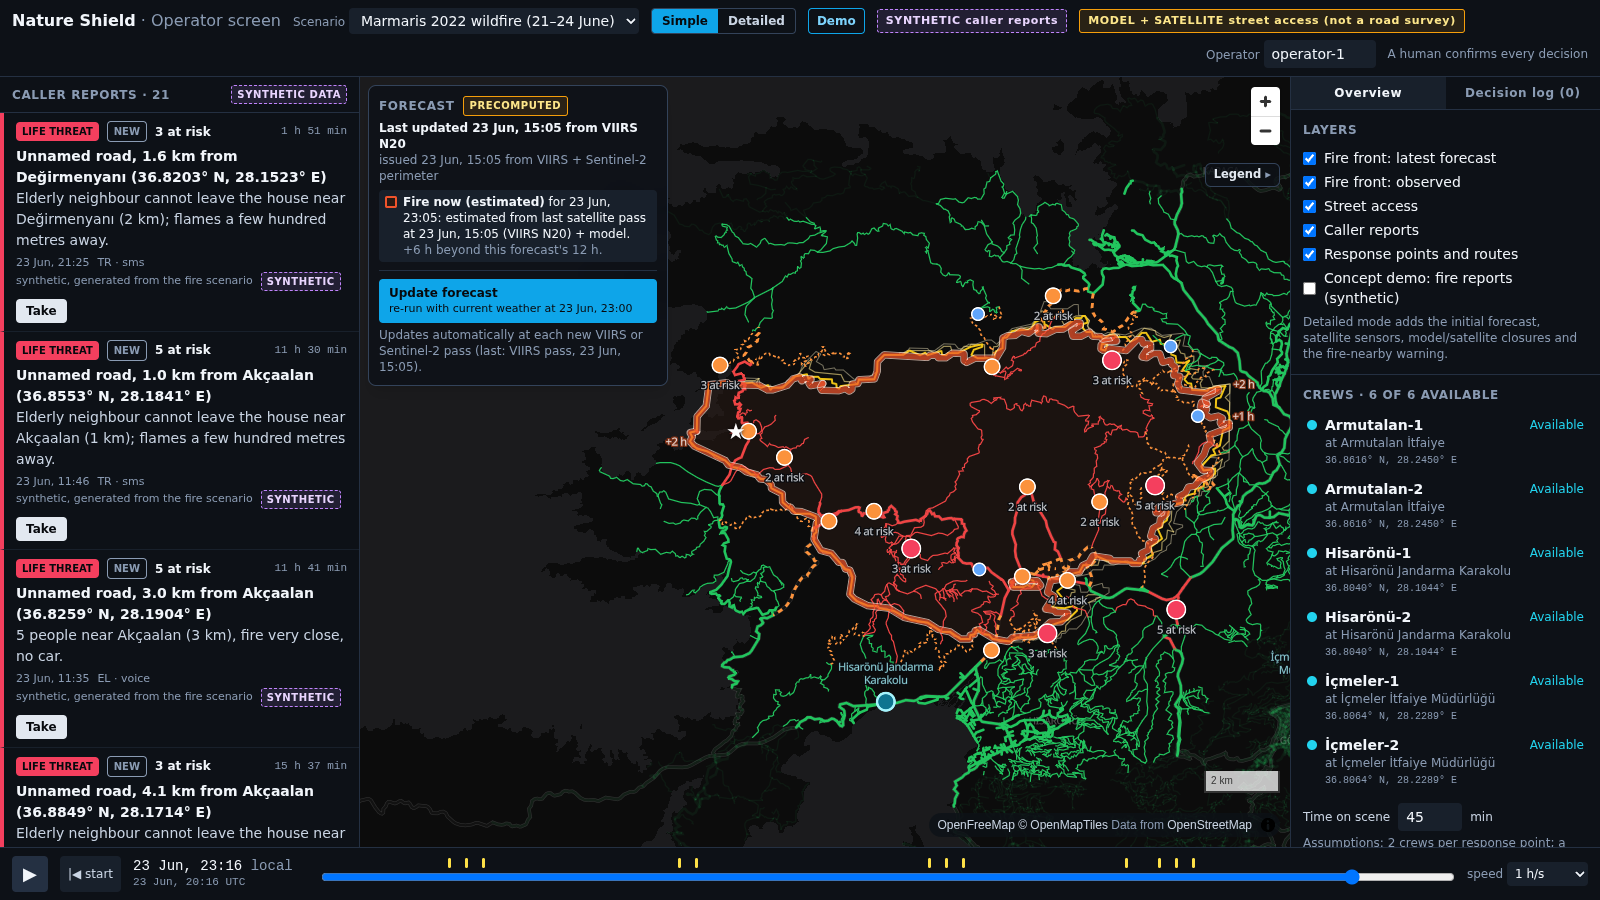 Nature Shield · Operator screen
Scenario
Marmaris 2022 wildfire (21–24 June)
Simple
Detailed
Demo
SYNTHETIC caller reports
MODEL + SATELLITE street access (not a road survey)
Operator
operator-1
A human confirms every decision
CALLER REPORTS · 21
SYNTHETIC DATA
LIFE THREAT
NEW
3 at risk
1 h 51 min
Unnamed road, 1.6 km from
Değirmenyanı (36.8203° N, 28.1523° E)
Elderly neighbour cannot leave the house near
Değirmenyanı (2 km); flames a few hundred
metres away.
23 Jun, 21:25 TR · sms
synthetic, generated from the fire scenario
SYNTHETIC
Take
LIFE THREAT
NEW
5 at risk
11 h 30 min
Unnamed road, 1.0 km from Akçaalan
(36.8553° N, 28.1841° E)
Elderly neighbour cannot leave the house near
Akçaalan (1 km); flames a few hundred metres
away.
23 Jun, 11:46 TR · sms
synthetic, generated from the fire scenario
SYNTHETIC
Take
LIFE THREAT
NEW
5 at risk
11 h 41 min
Unnamed road, 3.0 km from Akçaalan
(36.8259° N, 28.1904° E)
5 people near Akçaalan (3 km), fire very close,
no car.
23 Jun, 11:35 EL · voice
synthetic, generated from the fire scenario
SYNTHETIC
Take
LIFE THREAT
NEW
3 at risk
15 h 37 min
Unnamed road, 4.1 km from Akçaalan
(36.8849° N, 28.1714° E)
Elderly neighbour cannot leave the house near
FORECAST
PRECOMPUTED
Last updated 23 Jun, 15:05 from VIIRS
N20
issued 23 Jun, 15:05 from VIIRS + Sentinel-2
perimeter
Fire now (estimated) for 23 Jun,
23:05: estimated from last satellite pass
at 23 Jun, 15:05 (VIIRS N20) + model.
+6 h beyond this forecast's 12 h.
Update forecast
re-run with current weather at 23 Jun, 23:00
Updates automatically at each new VIIRS or
Sentinel-2 pass (last: VIIRS pass, 23 Jun,
15:05).
+
−
Legend ▸
2 at risk
3 at risk
3 at risk
+2 h
+1 h
+2 h
2 at risk
5 at risk
2 at risk
2 at risk
4 at risk
3 at risk
4 at risk
5 at risk
3 at risk
Hisarönü Jandarma
Karakolu
2 km
OpenFreeMap © OpenMapTiles Data from OpenStreetMap
Overview
Decision log (0)
LAYERS
Fire front: latest forecast
Fire front: observed
Street access
Caller reports
Response points and routes
Concept demo: fire reports
(synthetic)
Detailed mode adds the initial forecast,
satellite sensors, model/satellite closures and
the fire-nearby warning.
CREWS · 6 OF 6 AVAILABLE
Armutalan-1
Available
at Armutalan İtfaiye
36.8616° N, 28.2450° E
Armutalan-2
Available
at Armutalan İtfaiye
36.8616° N, 28.2450° E
Hisarönü-1
Available
at Hisarönü Jandarma Karakolu
36.8040° N, 28.1044° E
Hisarönü-2
Available
at Hisarönü Jandarma Karakolu
36.8040° N, 28.1044° E
İçmeler-1
Available
at İçmeler İtfaiye Müdürlüğü
36.8064° N, 28.2289° E
İçmeler-2
Available
at İçmeler İtfaiye Müdürlüğü
36.8064° N, 28.2289° E
Time on scene
45
min
Assumptions: 2 crews per response point; a
▶
|◀ start
23 Jun, 23:16 local
23 Jun, 20:16 UTC
speed
1 h/s